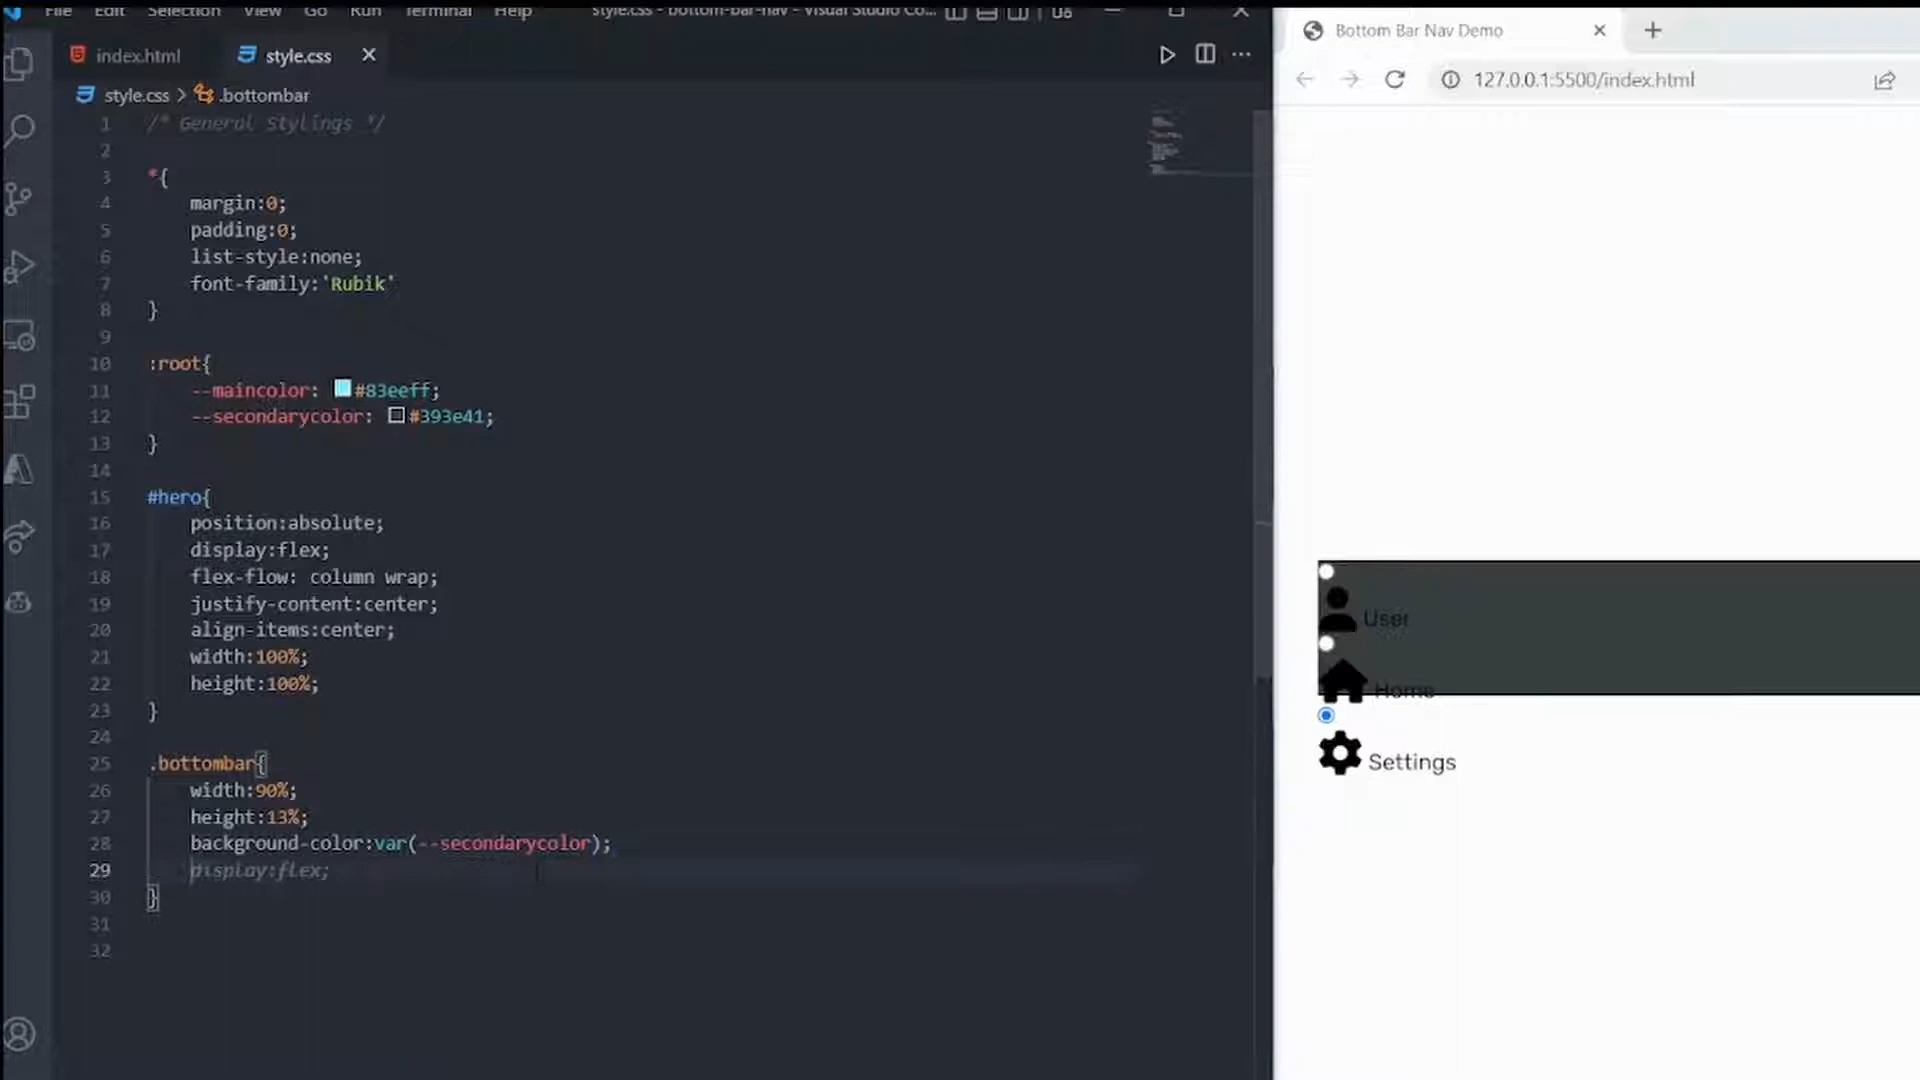 File Edit Selection View Go Run Terminal Help style.css - bottom-bar-nav - Visual Studio Co...
index.html style.css
style.css > .bottombar
1 /* General Stylings */
2
3 *{
4 margin:0;
5 padding:0;
6 list-style:none;
7 font-family:'Rubik'
8 }
9
10 :root{
11 --maincolor: #83eeff;
12 --secondarycolor: #393e41;
13 }
14
15 #hero{
16 position:absolute;
17 display:flex;
18 flex-flow: column wrap;
19 justify-content:center;
20 align-items:center;
21 width:100%;
22 height:100%;
23 }
24
25 .bottombar{
26 width:90%;
27 height:13%;
28 background-color:var(--secondarycolor);
29 display:flex;
30 }
31
32
Bottom Bar Nav Demo
127.0.0.1:5500/index.html
User
Home
Settings